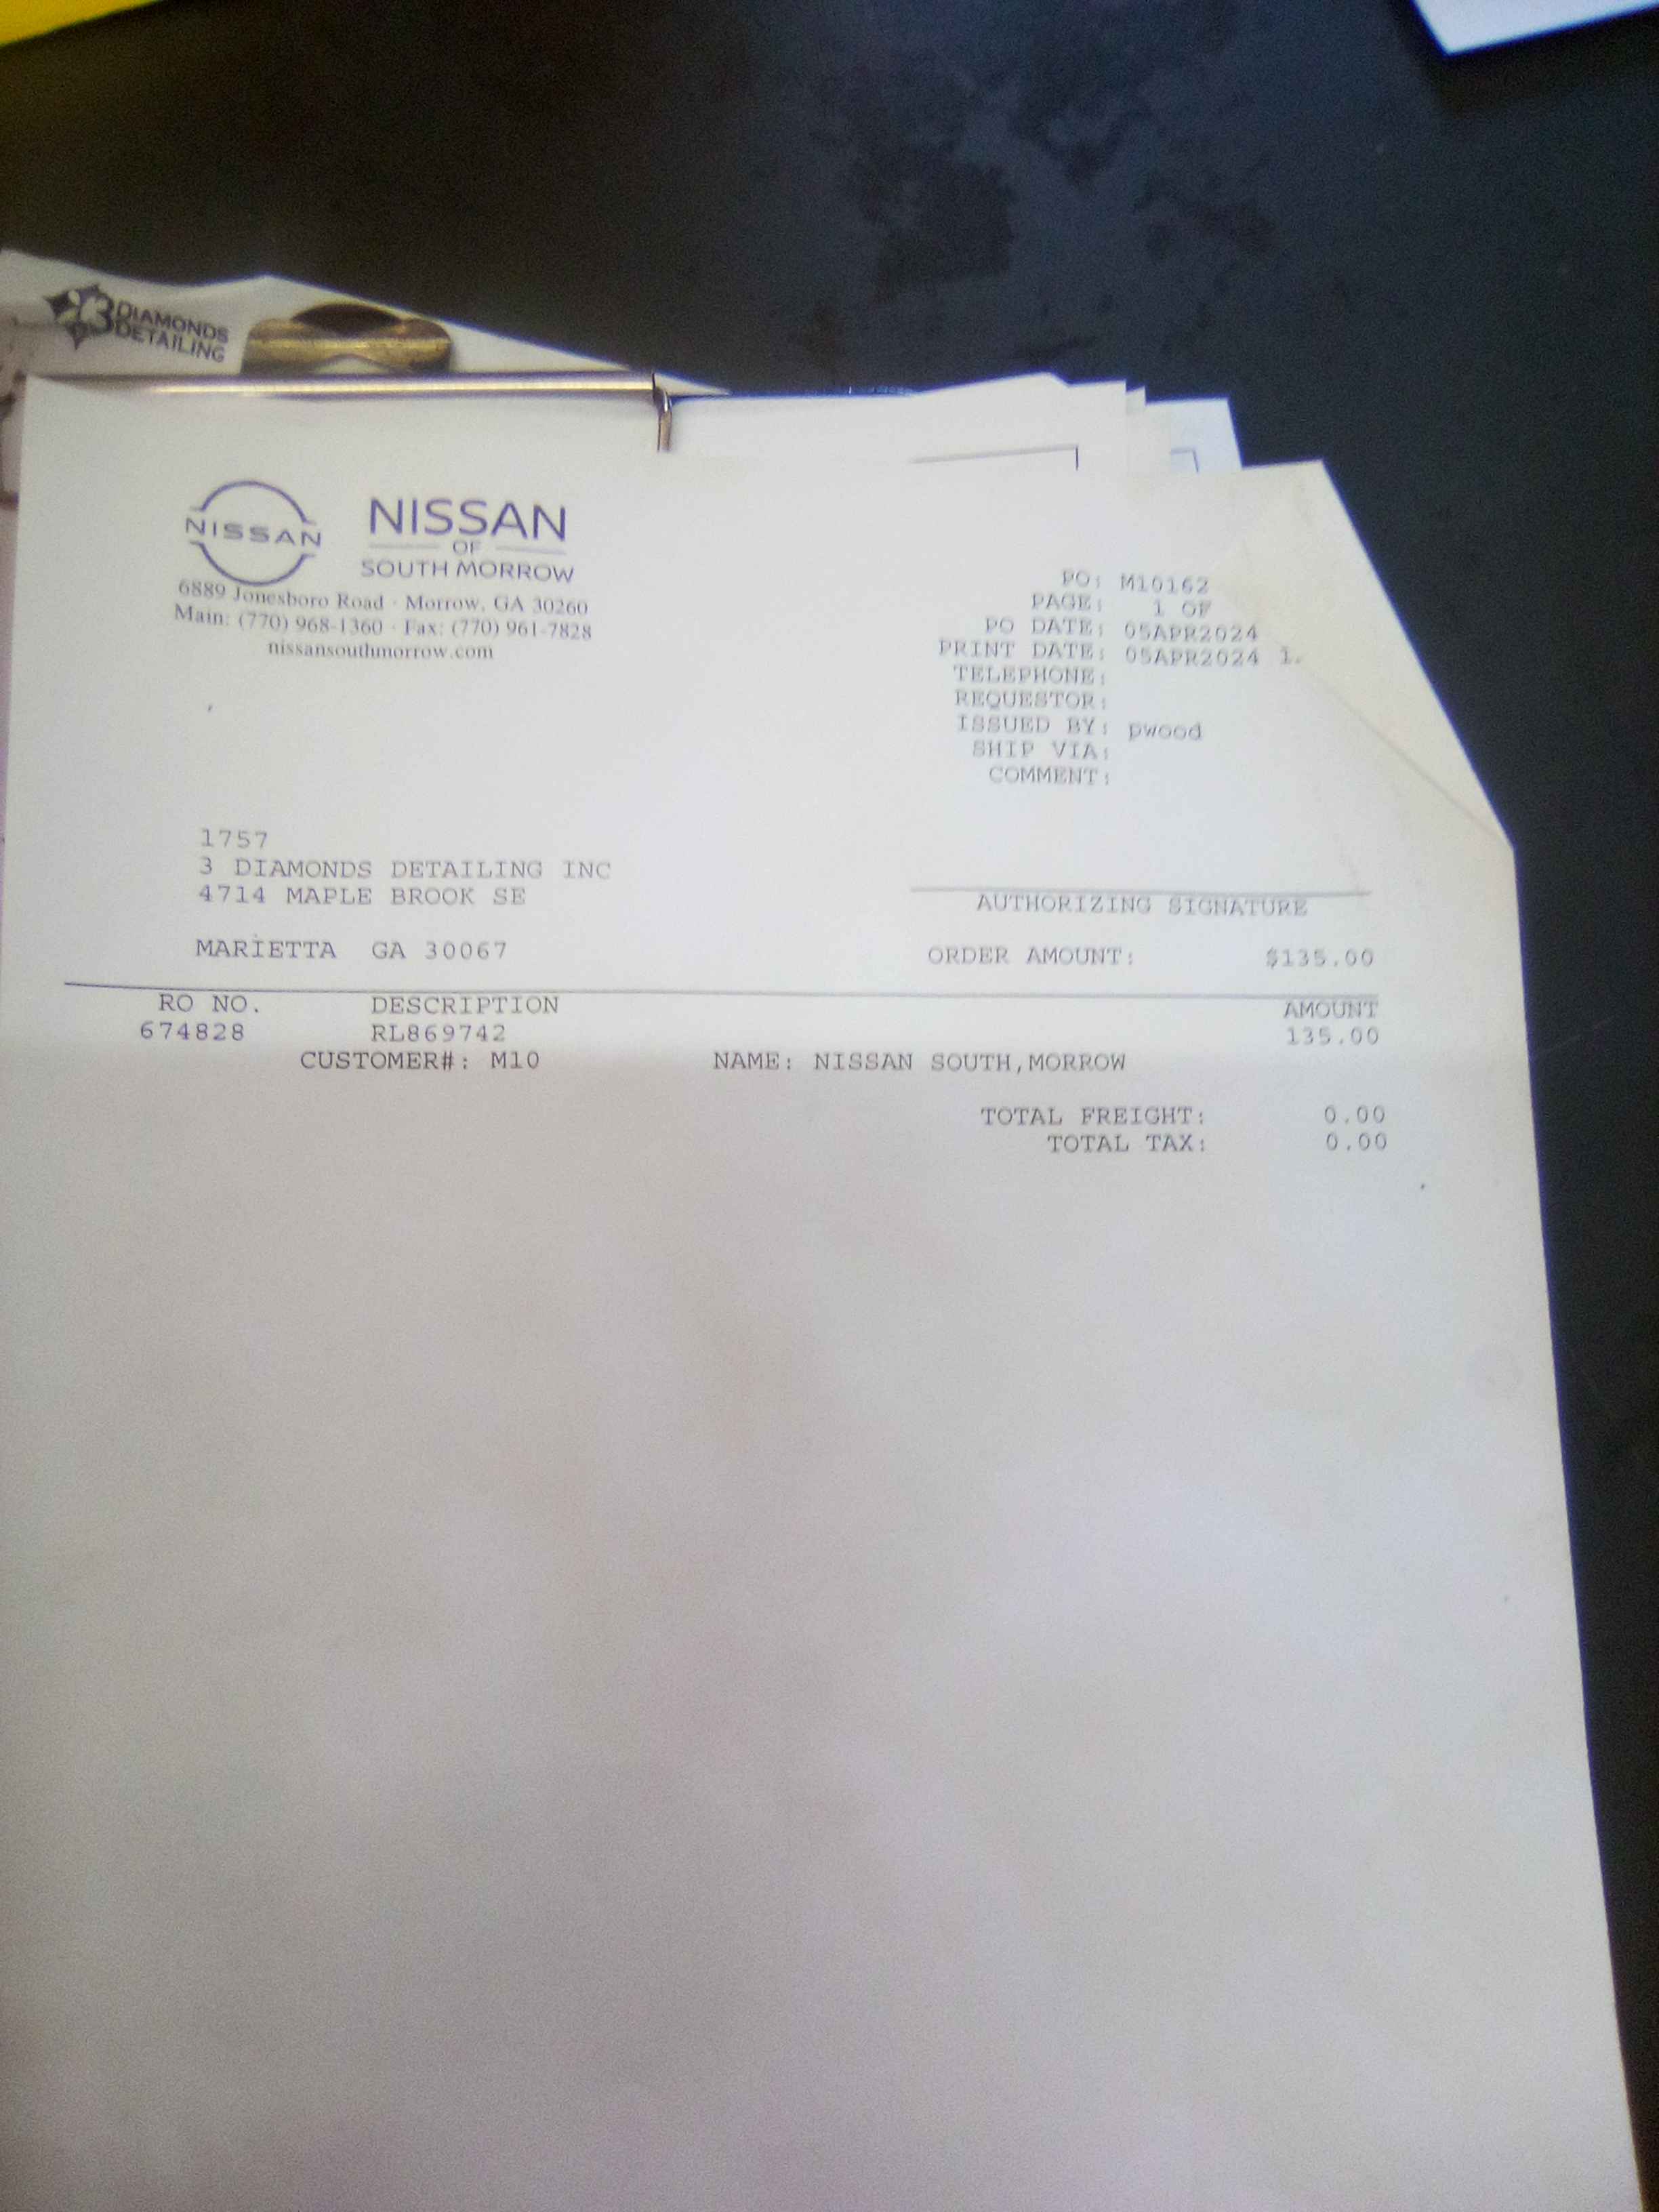 3 DIAMONDS
DETAILING
NISSAN
NISSAN
OF
SOUTH MORROW
6889 Jonesboro Road · Morrow, GA 30260
Main: (770) 968-1360 · Fax: (770) 961-7828
nissansouthmorrow.com
PO: M10162
PAGE: 1 OF
PO DATE: 05APR2024
PRINT DATE: 05APR2024 1.
TELEPHONE:
REQUESTOR:
ISSUED BY: pwood
SHIP VIA:
COMMENT:
1757
3 DIAMONDS DETAILING INC
4714 MAPLE BROOK SE
MARIETTA GA 30067
AUTHORIZING SIGNATURE
ORDER AMOUNT: $135.00
RO NO. DESCRIPTION AMOUNT
674828 RL869742 135.00
CUSTOMER#: M10 NAME: NISSAN SOUTH,MORROW
TOTAL FREIGHT: 0.00
TOTAL TAX: 0.00